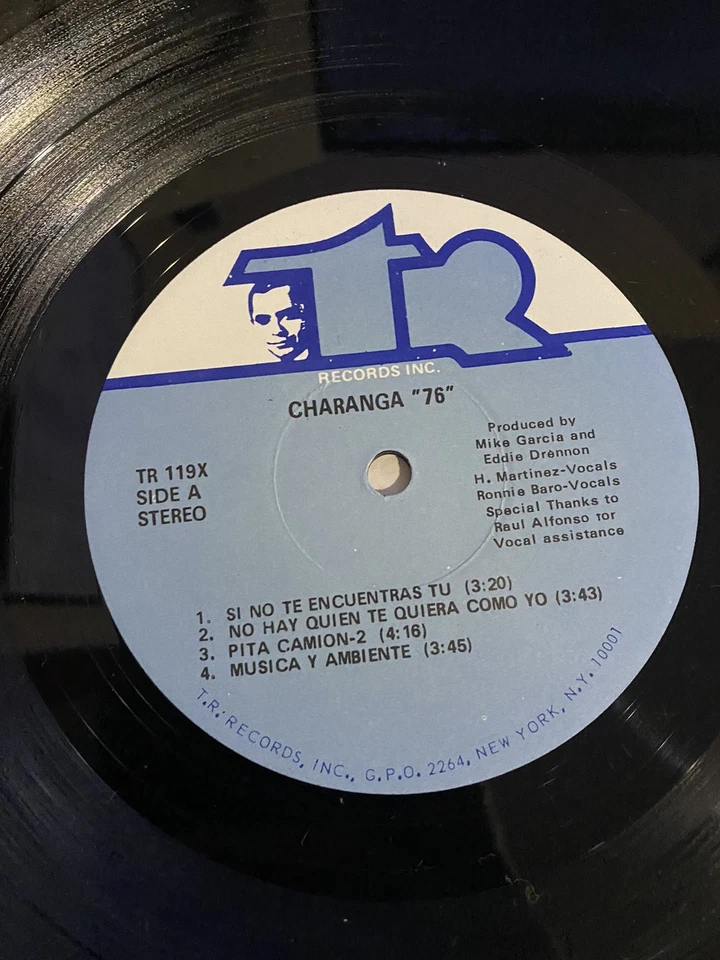 TR
RECORDS INC.
CHARANGA "76"
TR 119X
SIDE A
STEREO
Produced by
Mike Garcia and
Eddie Drennon
H. Martinez-Vocals
Ronnie Baro-Vocals
Special Thanks to
Raul Alfonso for
Vocal assistance
1. SI NO TE ENCUENTRAS TU (3:20)
2. NO HAY QUIEN TE QUIERA COMO YO (3:43)
3. PITA CAMION-2 (4:16)
4. MUSICA Y AMBIENTE (3:45)
T.R. RECORDS, INC., G.P.O. 2264, NEW YORK, N.Y. 10001